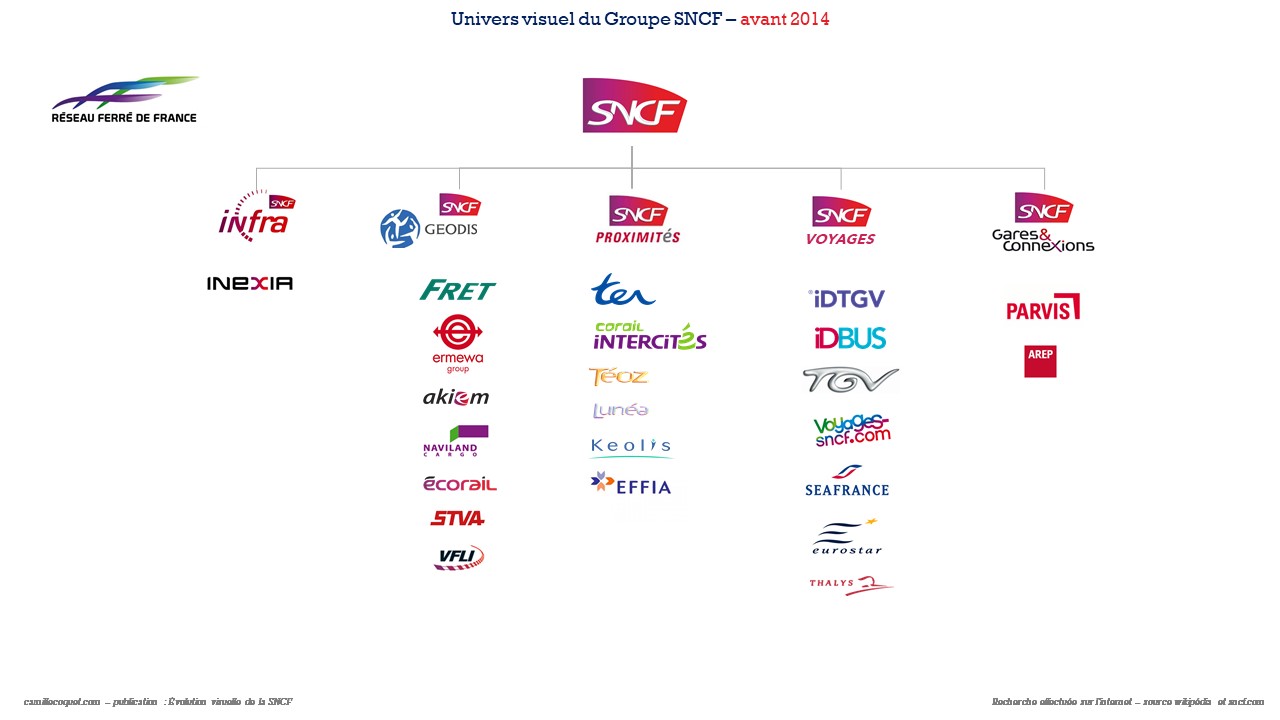 Univers visuel du Groupe SNCF – avant 2014
RÉSEAU FERRÉ DE FRANCE
SNCF
SNCF
infra
INEXIA
SNCF
GEODIS
FRET
ermewa
group
akiem
NAVILAND
CARGO
écorail
STVA
VFLI
SNCF
PROXIMITéS
ter
corail
iNTERCITÉS
Téoz
Lunéa
Keolis
EFFIA
SNCF
VOYAGES
iDTGV
iDBUS
TGV
Voyages-
sncf.com
SEAFRANCE
eurostar
THALYS
SNCF
Gares&
Connexions
PARVIS
AREP
camillecoquet.com – publication : Évolution visuelle de la SNCF
Recherche effectuée sur l'internet – source wikipédia et sncf.com